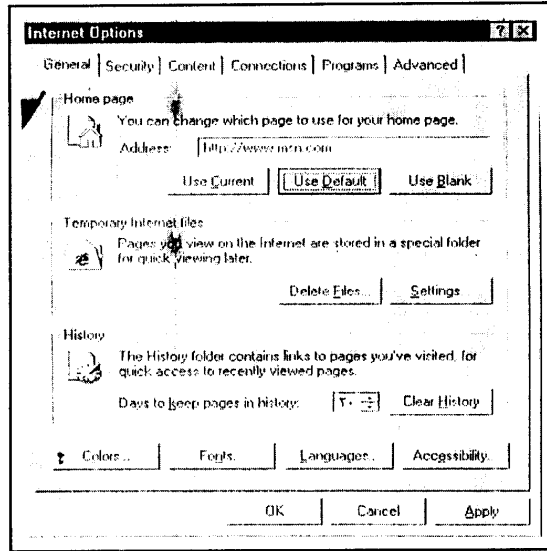 Internet Options
General Security Content Connections Programs Advanced
Home page
You can change which page to use for your home page.
Address: http://www.msn.com
Use Current Use Default Use Blank
Temporary Internet files
Pages you view on the Internet are stored in a special folder
for quick viewing later.
Delete Files... Settings...
History
The History folder contains links to pages you've visited, for
quick access to recently viewed pages.
Days to keep pages in history: ٢٠ Clear History
Colors... Fonts... Languages... Accessibility...
OK Cancel Apply